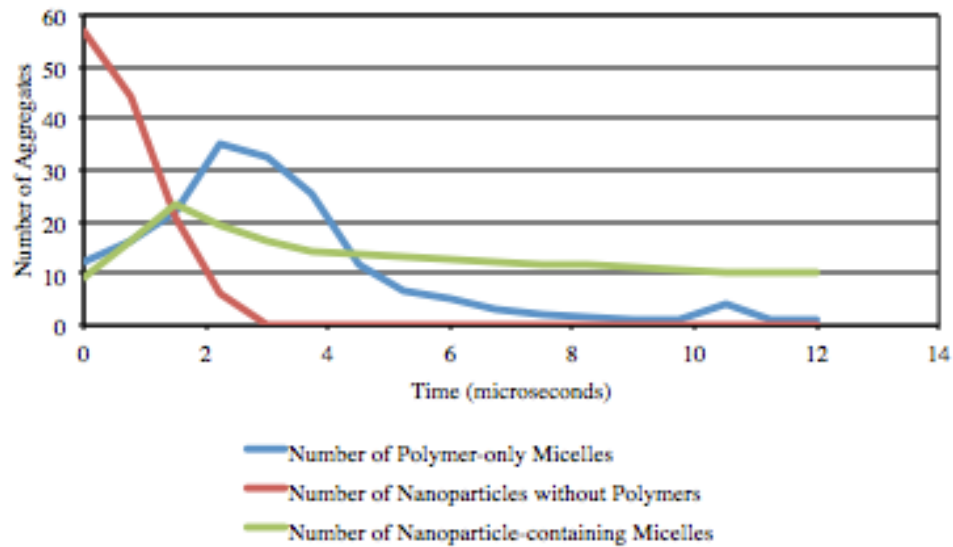 60
50
40
30
20
10
0
Number of Aggregates
0 2 4 6 8 10 12 14
Time (microseconds)
Number of Polymer-only Micelles
Number of Nanoparticles without Polymers
Number of Nanoparticle-containing Micelles